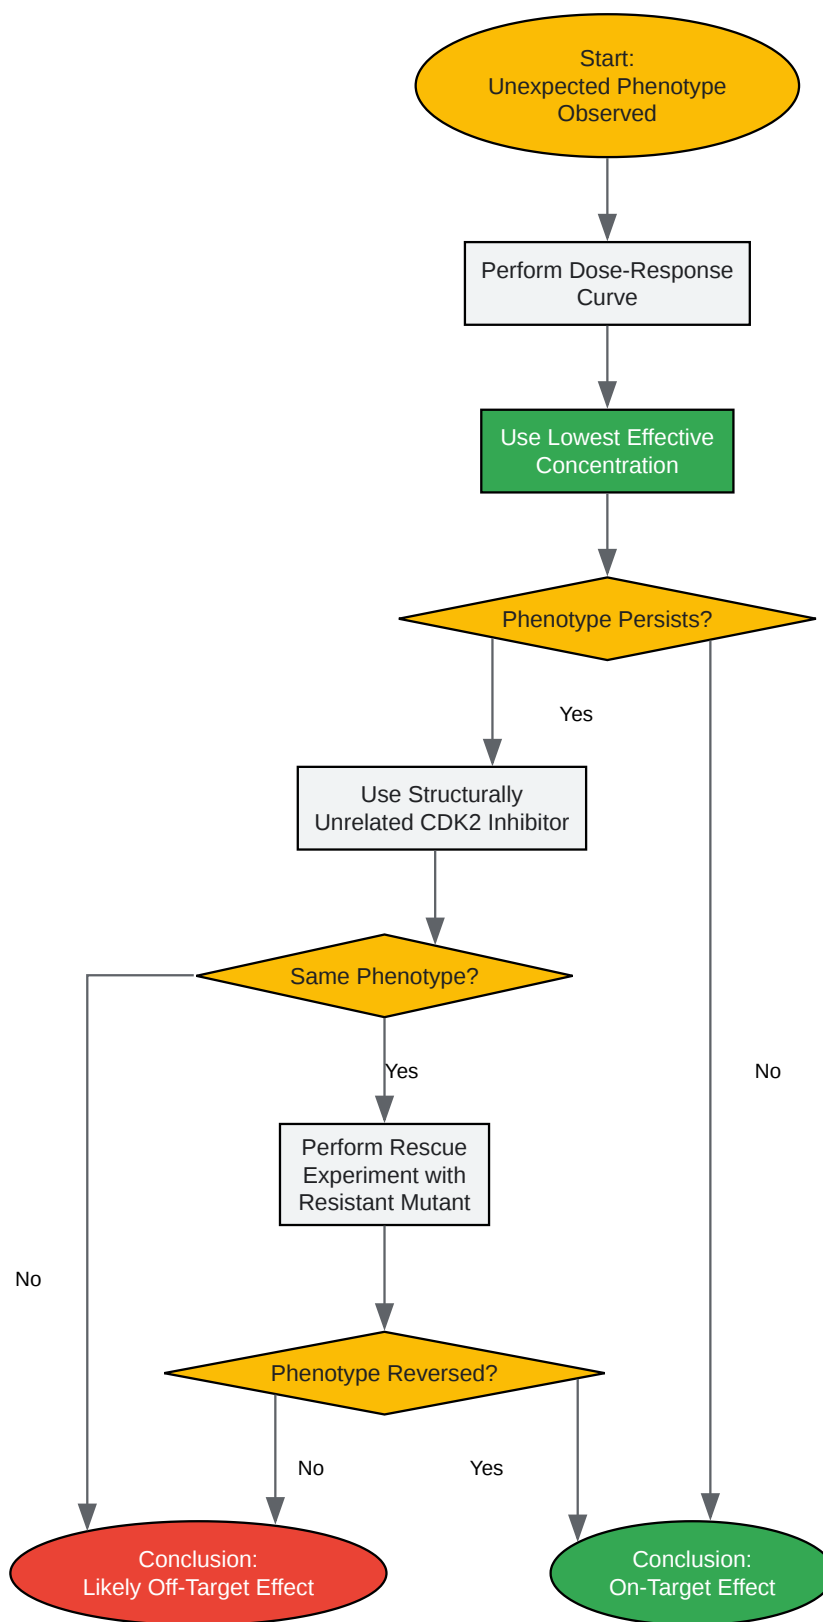 Start:
Unexpected Phenotype
Observed
Perform Dose-Response
Curve
Use Lowest Effective
Concentration
Phenotype Persists?
Yes
Use Structurally
Unrelated CDK2 Inhibitor
Same Phenotype?
Yes
No
Perform Rescue
Experiment with
Resistant Mutant
No
Phenotype Reversed?
No
Yes
Conclusion:
Likely Off-Target Effect
Conclusion:
On-Target Effect